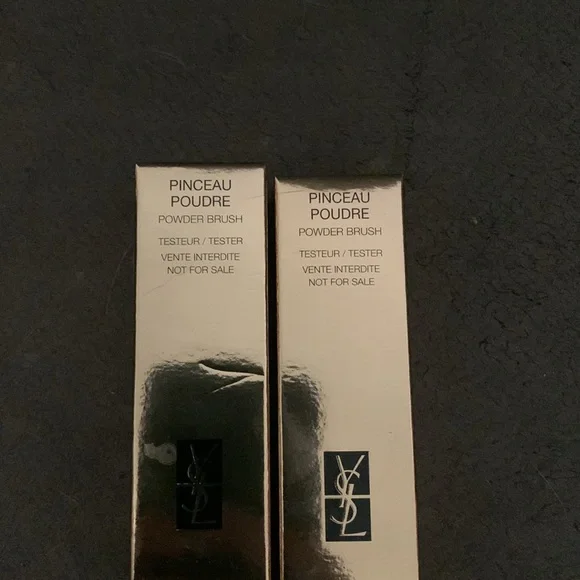 PINCEAU
POUDRE
POWDER BRUSH
TESTEUR / TESTER
VENTE INTERDITE
NOT FOR SALE
YSL
PINCEAU
POUDRE
POWDER BRUSH
TESTEUR / TESTER
VENTE INTERDITE
NOT FOR SALE
YSL